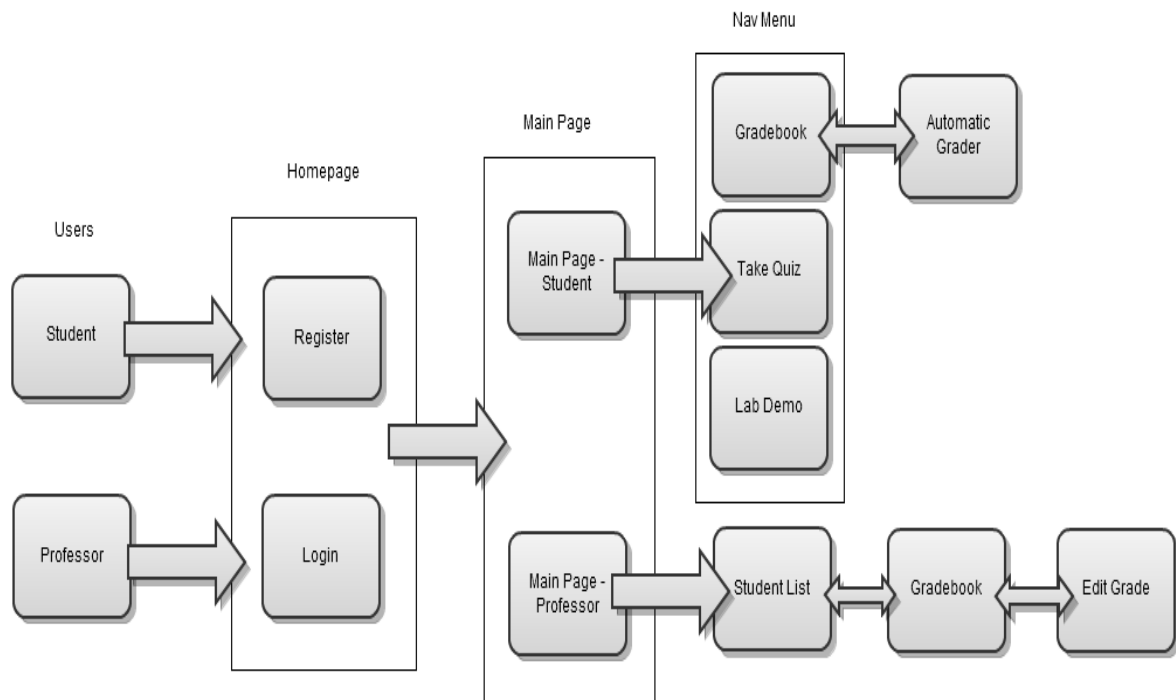 Nav Menu
Gradebook
Automatic
Grader
Main Page
Homepage
Users
Main Page -
Student
Take Quiz
Student
Register
Lab Demo
Professor
Login
Main Page -
Professor
Student List
Gradebook
Edit Grade